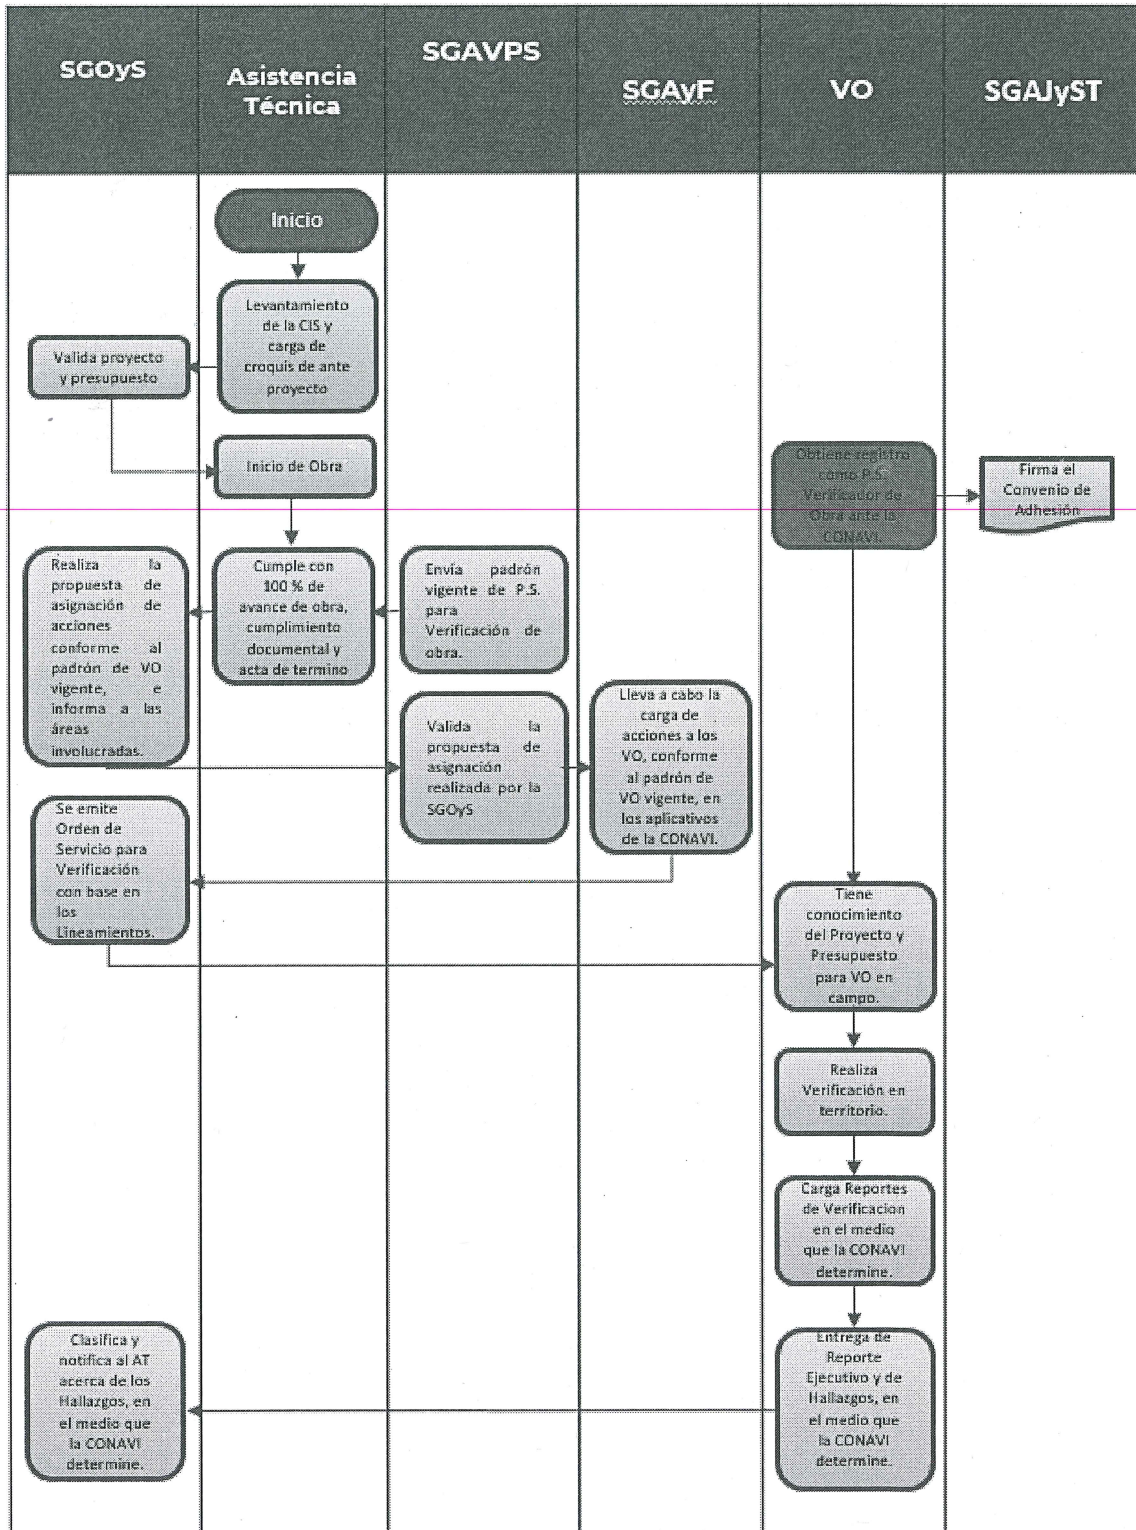 SGOyS
Asistencia
Técnica
SGAVPS
SGAyF
VO
SGAJyST
Inicio
Levantamiento
de la CIS y
carga de
croquis de ante
proyecto
Valida proyecto
y presupuesto
Inicio de Obra
Obtiene registro
como P.S.
Verificador de
Obra ante la
CONAVI.
Firma el
Convenio de
Adhesión
Realiza la
propuesta de
asignación de
acciones
conforme al
padrón de VO
vigente, e
informa a las
áreas
involucradas.
Cumple con
100 % de
avance de obra,
cumplimiento
documental y
acta de termino
Envía padrón
vigente de P.S.
para
Verificación de
obra.
Valida la
propuesta de
asignación
realizada por la
SGOyS
Lleva a cabo la
carga de
acciones a los
VO, conforme
al padrón de
VO vigente, en
los aplicativos
de la CONAVI.
Se emite
Orden de
Servicio para
Verificación
con base en
los
Lineamientos.
Tiene
conocimiento
del Proyecto y
Presupuesto
para VO en
campo.
Realiza
Verificación en
territorio.
Carga Reportes
de Verificacion
en el medio
que la CONAVI
determine.
Entrega de
Reporte
Ejecutivo y de
Hallazgos, en
el medio que
la CONAVI
determine.
Clasifica y
notifica al AT
acerca de los
Hallazgos, en
el medio que
la CONAVI
determine.